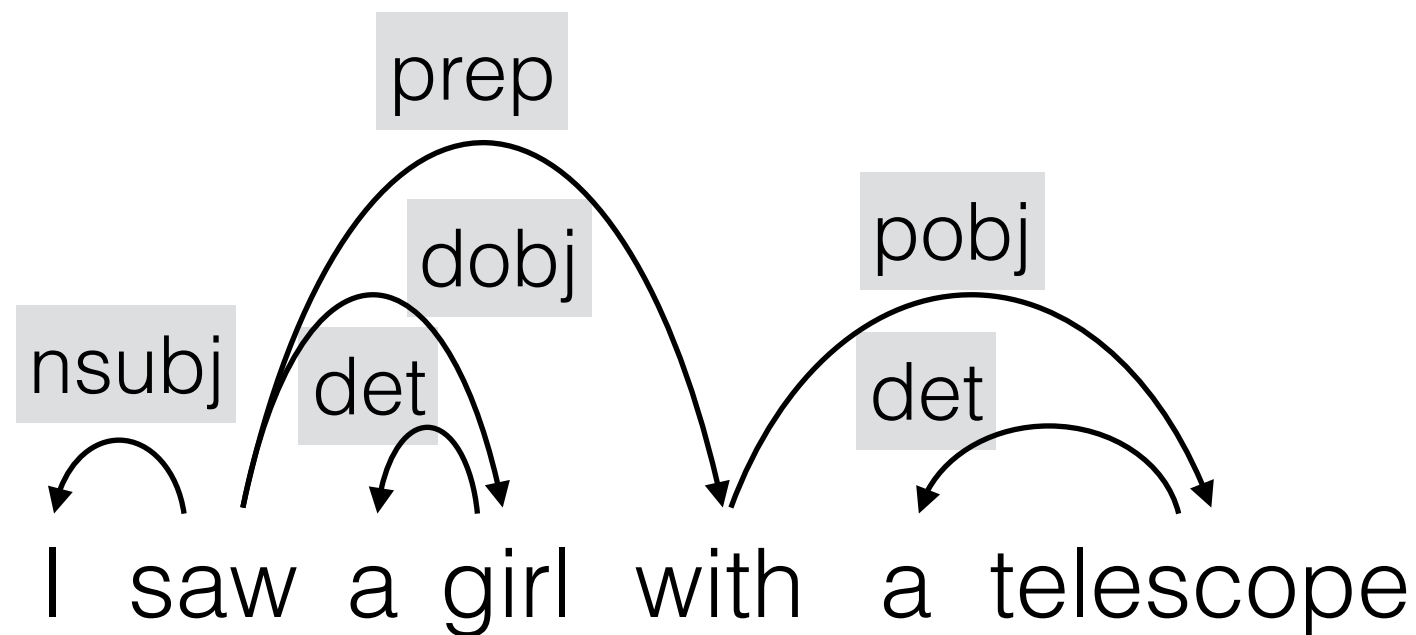 prep
dobj
pobj
nsubj
det
det
I saw a girl with a telescope